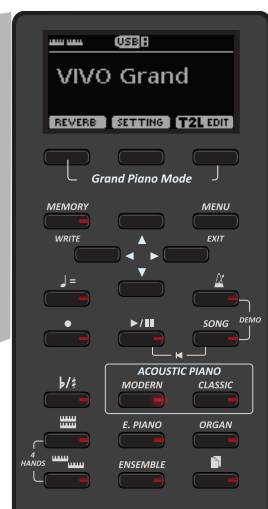 USB
VIVO Grand
REVERB SETTING T2L EDIT
Grand Piano Mode
MEMORY MENU
WRITE EXIT
=
SONG DEMO
ACOUSTIC PIANO
MODERN CLASSIC
b/♯
E. PIANO ORGAN
4
HANDS
ENSEMBLE